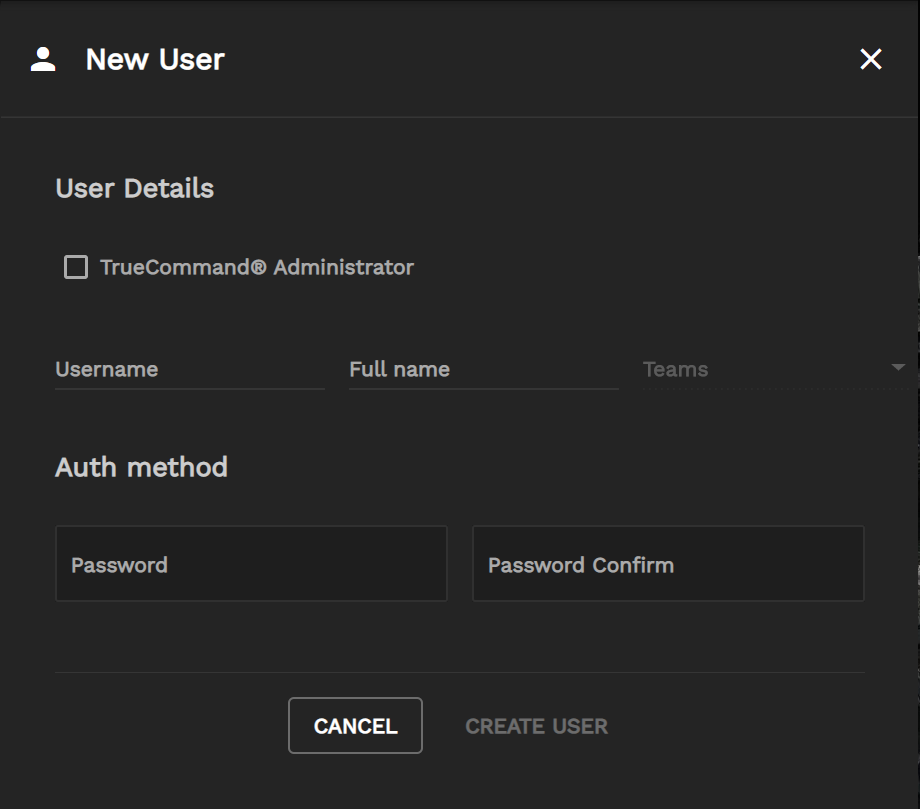 New User
User Details
TrueCommand® Administrator
Username Full name Teams
Auth method
Password Password Confirm
CANCEL CREATE USER